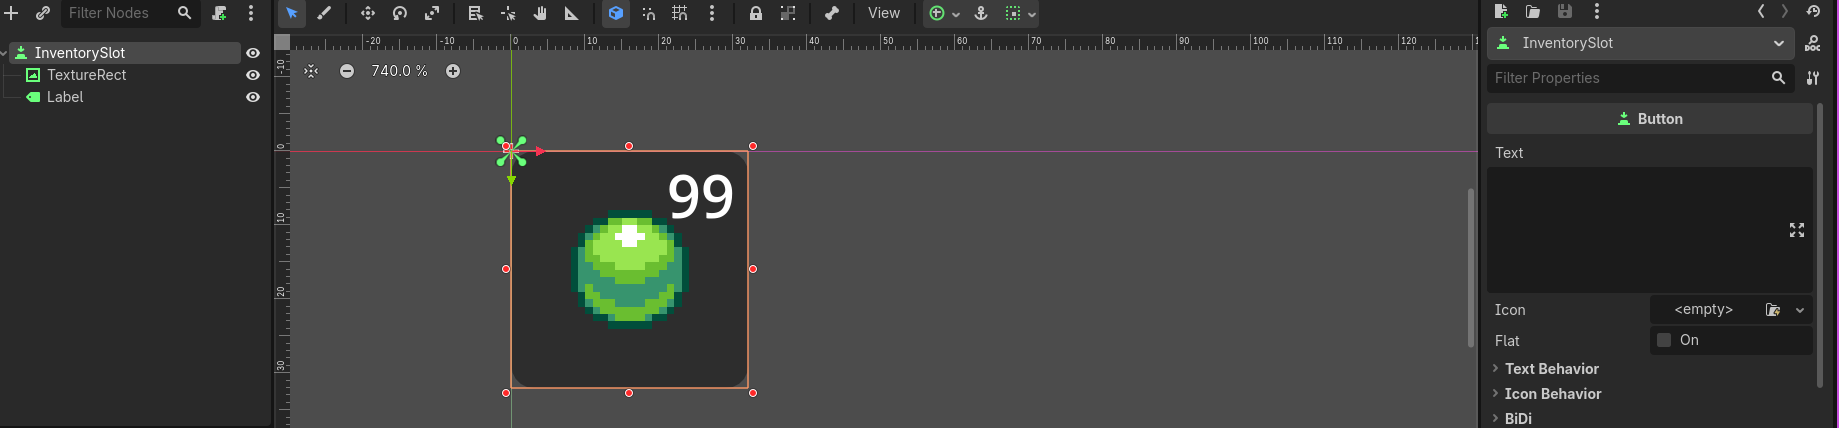 Filter Nodes
View
InventorySlot
TextureRect
Label
-20 -10 0 10 20 30 40 50 60 70 80 90 100 110 120
-10
0
10
20
30
740.0 %
99
InventorySlot
DOC
Filter Properties
Button
Text
Icon
<empty>
Flat
On
Text Behavior
Icon Behavior
BiDi